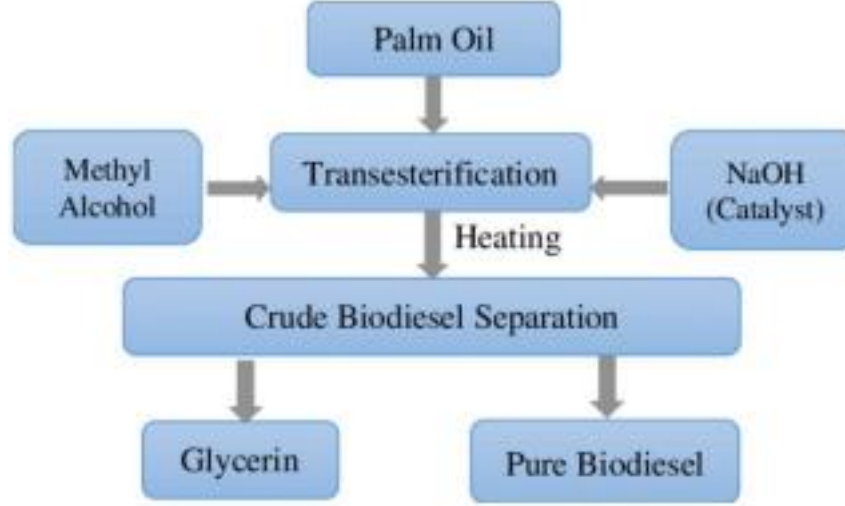 Palm Oil
Methyl
Alcohol
Transesterification
NaOH
(Catalyst)
Heating
Crude Biodiesel Separation
Glycerin
Pure Biodiesel